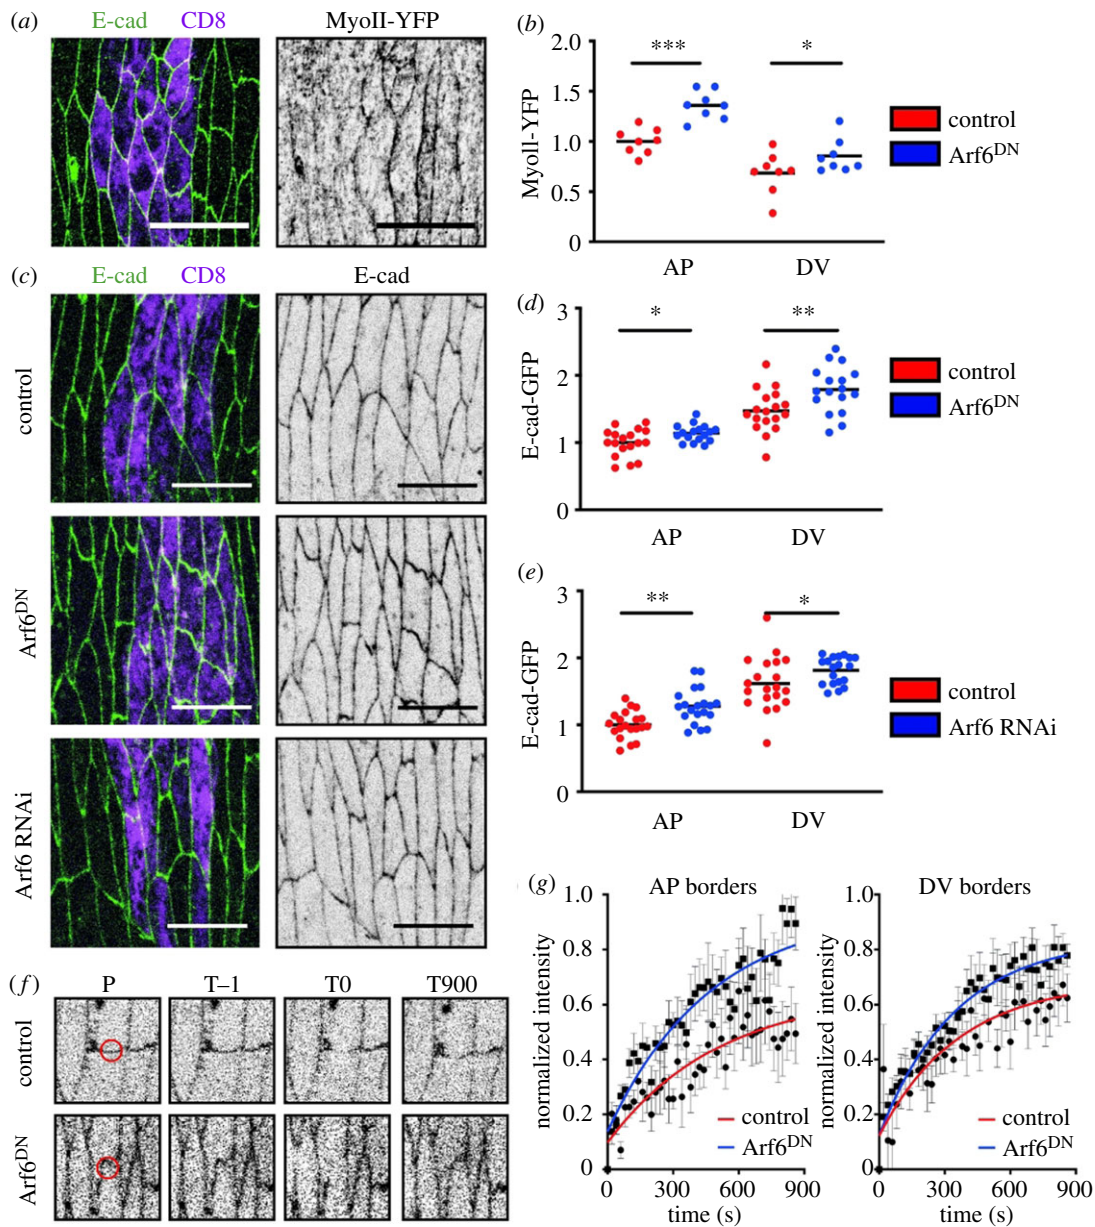 (a) E-cad CD8 MyoII-YFP
(b)
MyoII-YFP
2.0
1.5
1.0
0.5
0
*** *
AP DV
control
Arf6DN
(c) E-cad CD8 E-cad
control
Arf6DN
Arf6 RNAi
(d)
E-cad-GFP
3
2
1
0
* **
AP DV
control
Arf6DN
(e)
E-cad-GFP
3
2
1
0
** *
AP DV
control
Arf6 RNAi
(f) P T–1 T0 T900
control
Arf6DN
(g) AP borders DV borders
normalized intensity
1.0
0.8
0.6
0.4
0.2
0
0 300 600 900
time (s)
control
Arf6DN
normalized intensity
1.0
0.8
0.6
0.4
0.2
0
0 300 600 900
time (s)
control
Arf6DN